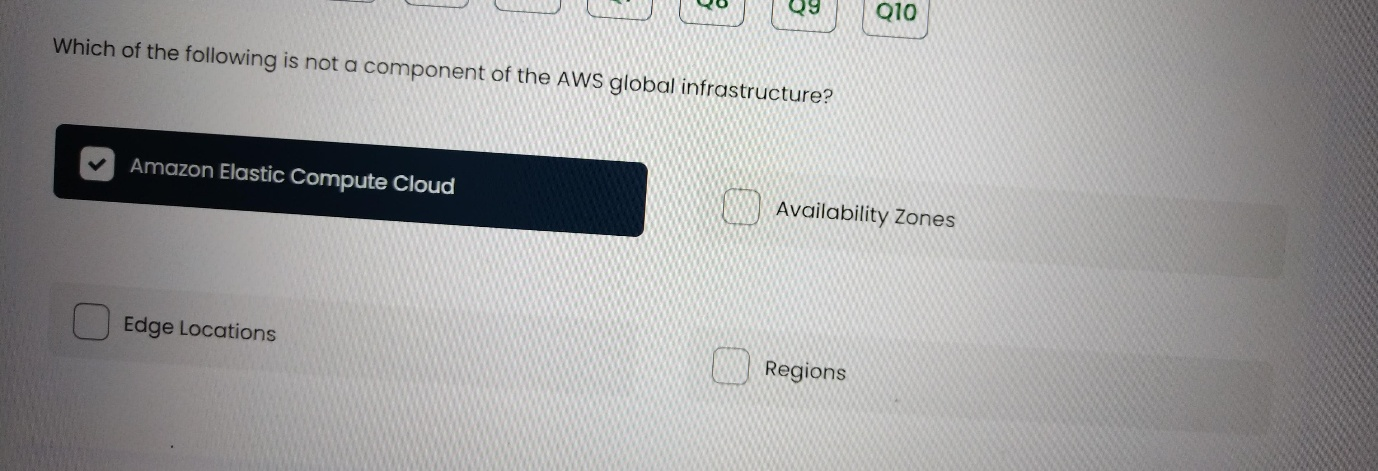 Q8
Q9
Q10
Which of the following is not a component of the AWS global infrastructure?
Amazon Elastic Compute Cloud
Availability Zones
Edge Locations
Regions